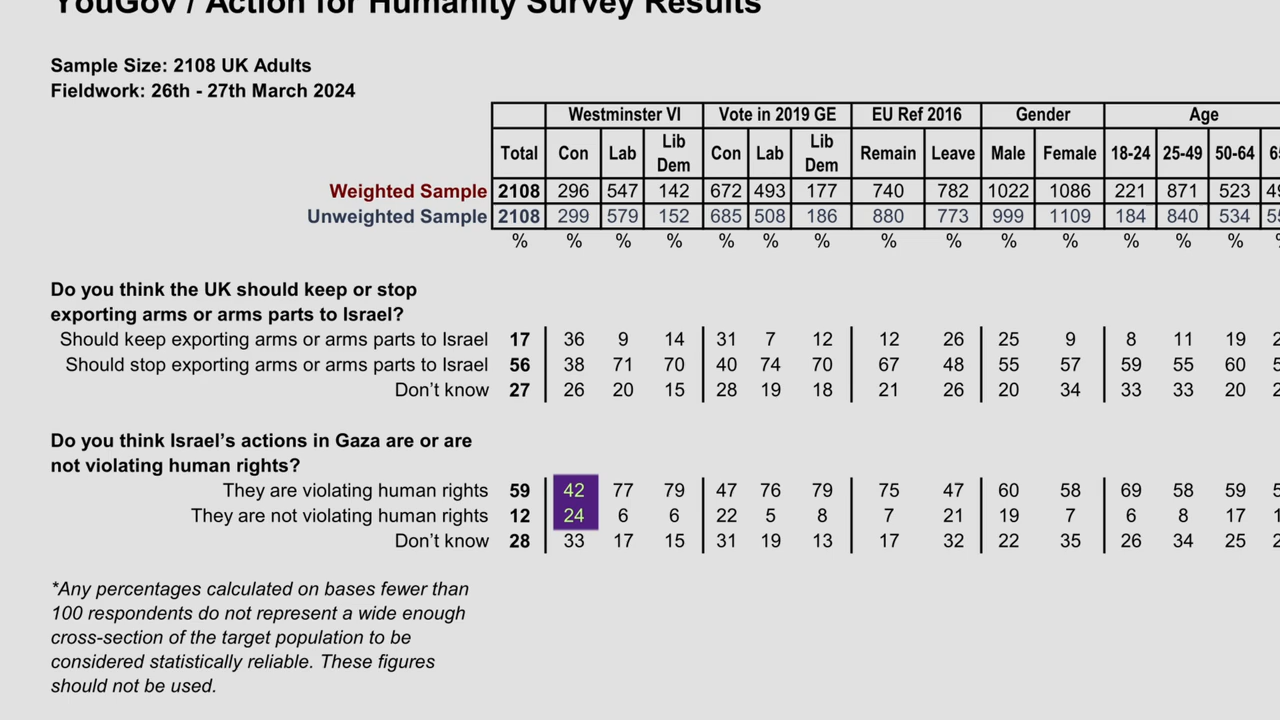 YouGov / Action for Humanity Survey Results
Sample Size: 2108 UK Adults
Fieldwork: 26th - 27th March 2024
Westminster VI Vote in 2019 GE EU Ref 2016 Gender Age
Total Con Lab Lib Dem Con Lab Lib Dem Remain Leave Male Female 18-24 25-49 50-64
Weighted Sample 2108 296 547 142 672 493 177 740 782 1022 1086 221 871 523
Unweighted Sample 2108 299 579 152 685 508 186 880 773 999 1109 184 840 534
% % % % % % % % % % % % % %
Do you think the UK should keep or stop
exporting arms or arms parts to Israel?
Should keep exporting arms or arms parts to Israel 17 36 9 14 31 7 12 12 26 25 9 8 11 19
Should stop exporting arms or arms parts to Israel 56 38 71 70 40 74 70 67 48 55 57 59 55 60
Don't know 27 26 20 15 28 19 18 21 26 20 34 33 33 20
Do you think Israel's actions in Gaza are or are
not violating human rights?
They are violating human rights 59 42 77 79 47 76 79 75 47 60 58 69 58 59
They are not violating human rights 12 24 6 6 22 5 8 7 21 19 7 6 8 17
Don't know 28 33 17 15 31 19 13 17 32 22 35 26 34 25
*Any percentages calculated on bases fewer than
100 respondents do not represent a wide enough
cross-section of the target population to be
considered statistically reliable. These figures
should not be used.